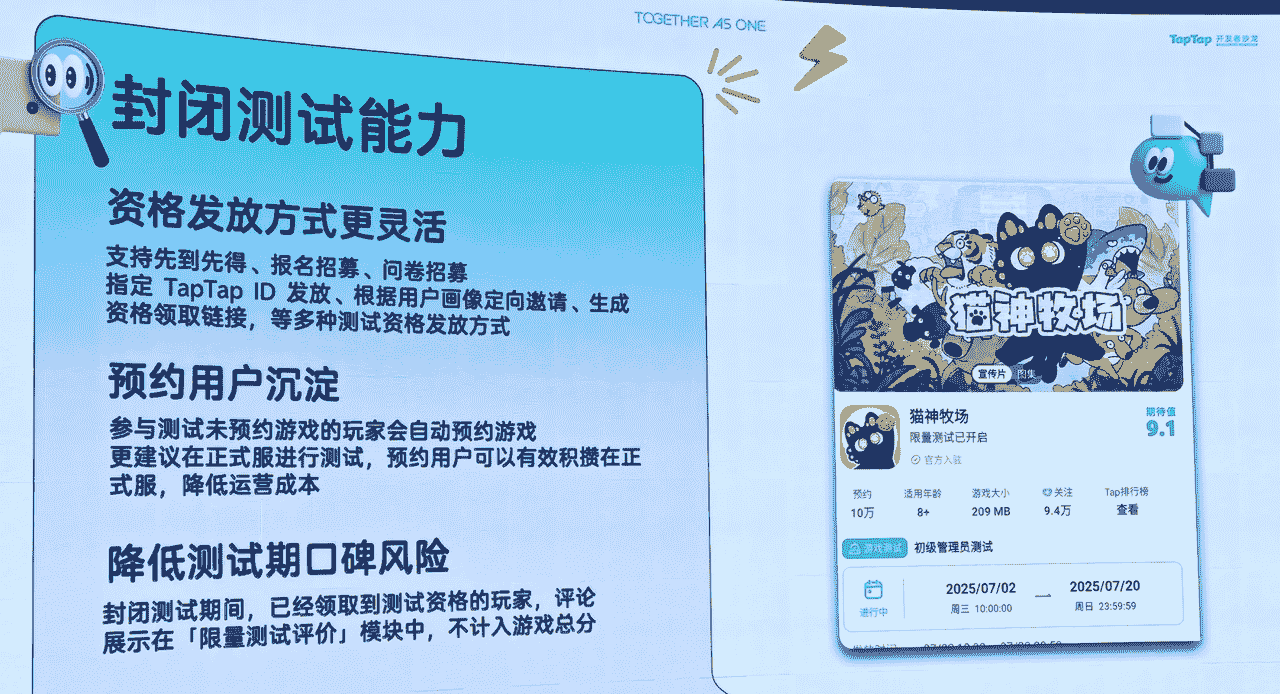 TOGETHER AS ONE
TapTap 开发者沙龙
封闭测试能力
资格发放方式更灵活
支持先到先得、报名招募、问卷招募
指定 TapTap ID 发放、根据用户画像定向邀请、生成
资格领取链接，等多种测试资格发放方式
预约用户沉淀
参与测试未预约游戏的玩家会自动预约游戏
更建议在正式服进行测试，预约用户可以有效积攒在正
式服，降低运营成本
降低测试期口碑风险
封闭测试期间，已经领取到测试资格的玩家，评论
展示在「限量测试评价」模块中，不计入游戏总分
猫神牧场
宣传片 图集
猫神牧场
限量测试已开启
官方入驻
期待值
9.1
预约 适用年龄 游戏大小 关注 Tap排行榜
10万 8+ 209 MB 9.4万 查看
游戏测试 初级管理员测试
进行中
2025/07/02 2025/07/20
周三 10:00:00 周日 23:59:59